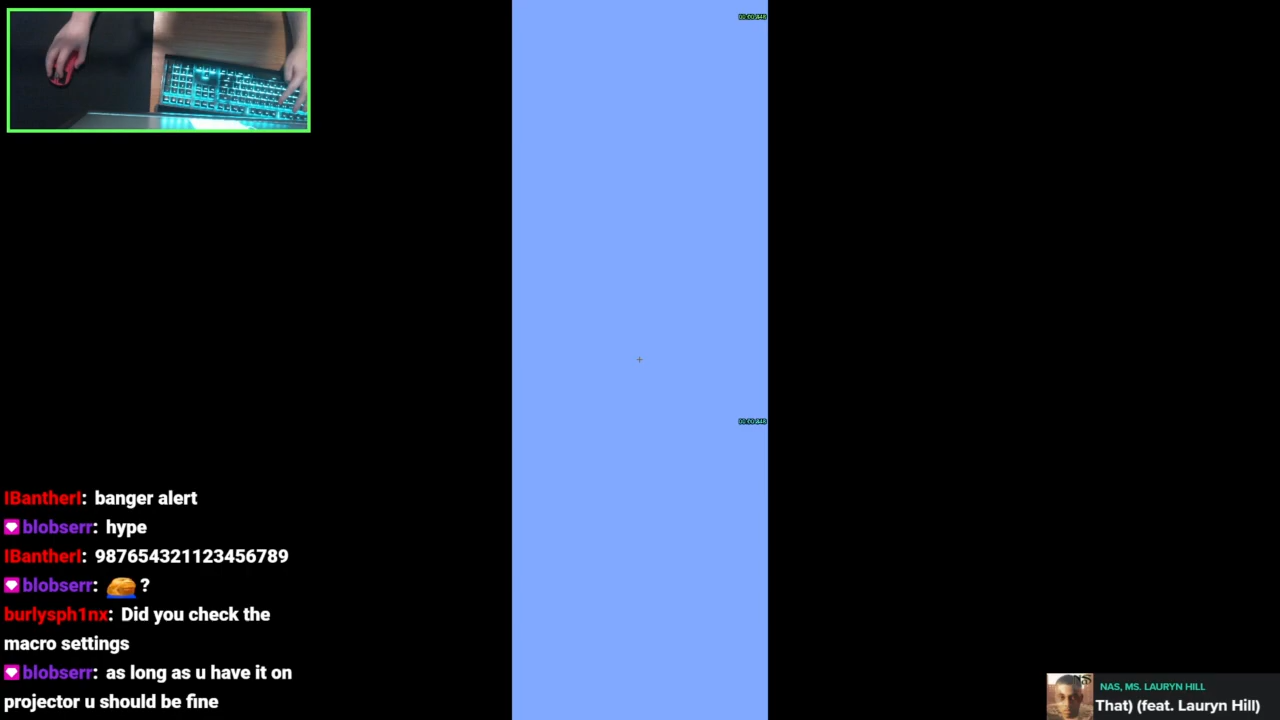 IBantherI: banger alert
blobserr: hype
IBantherI: 987654321123456789
blobserr: ?
burlysph1nx: Did you check the
macro settings
blobserr: as long as u have it on
projector u should be fine
NAS, MS. LAURYN HILL
That) (feat. Lauryn Hill)